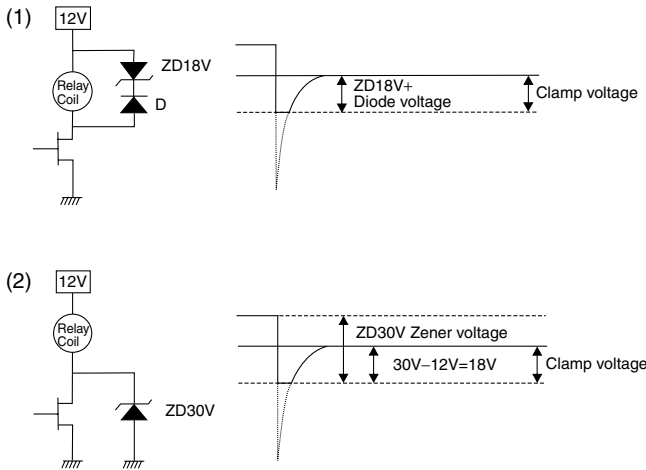 (1)
12V
ZD18V
Relay
Coil
D
ZD18V+
Diode voltage
Clamp voltage
(2)
12V
Relay
Coil
ZD30V
ZD30V Zener voltage
30V–12V=18V
Clamp voltage